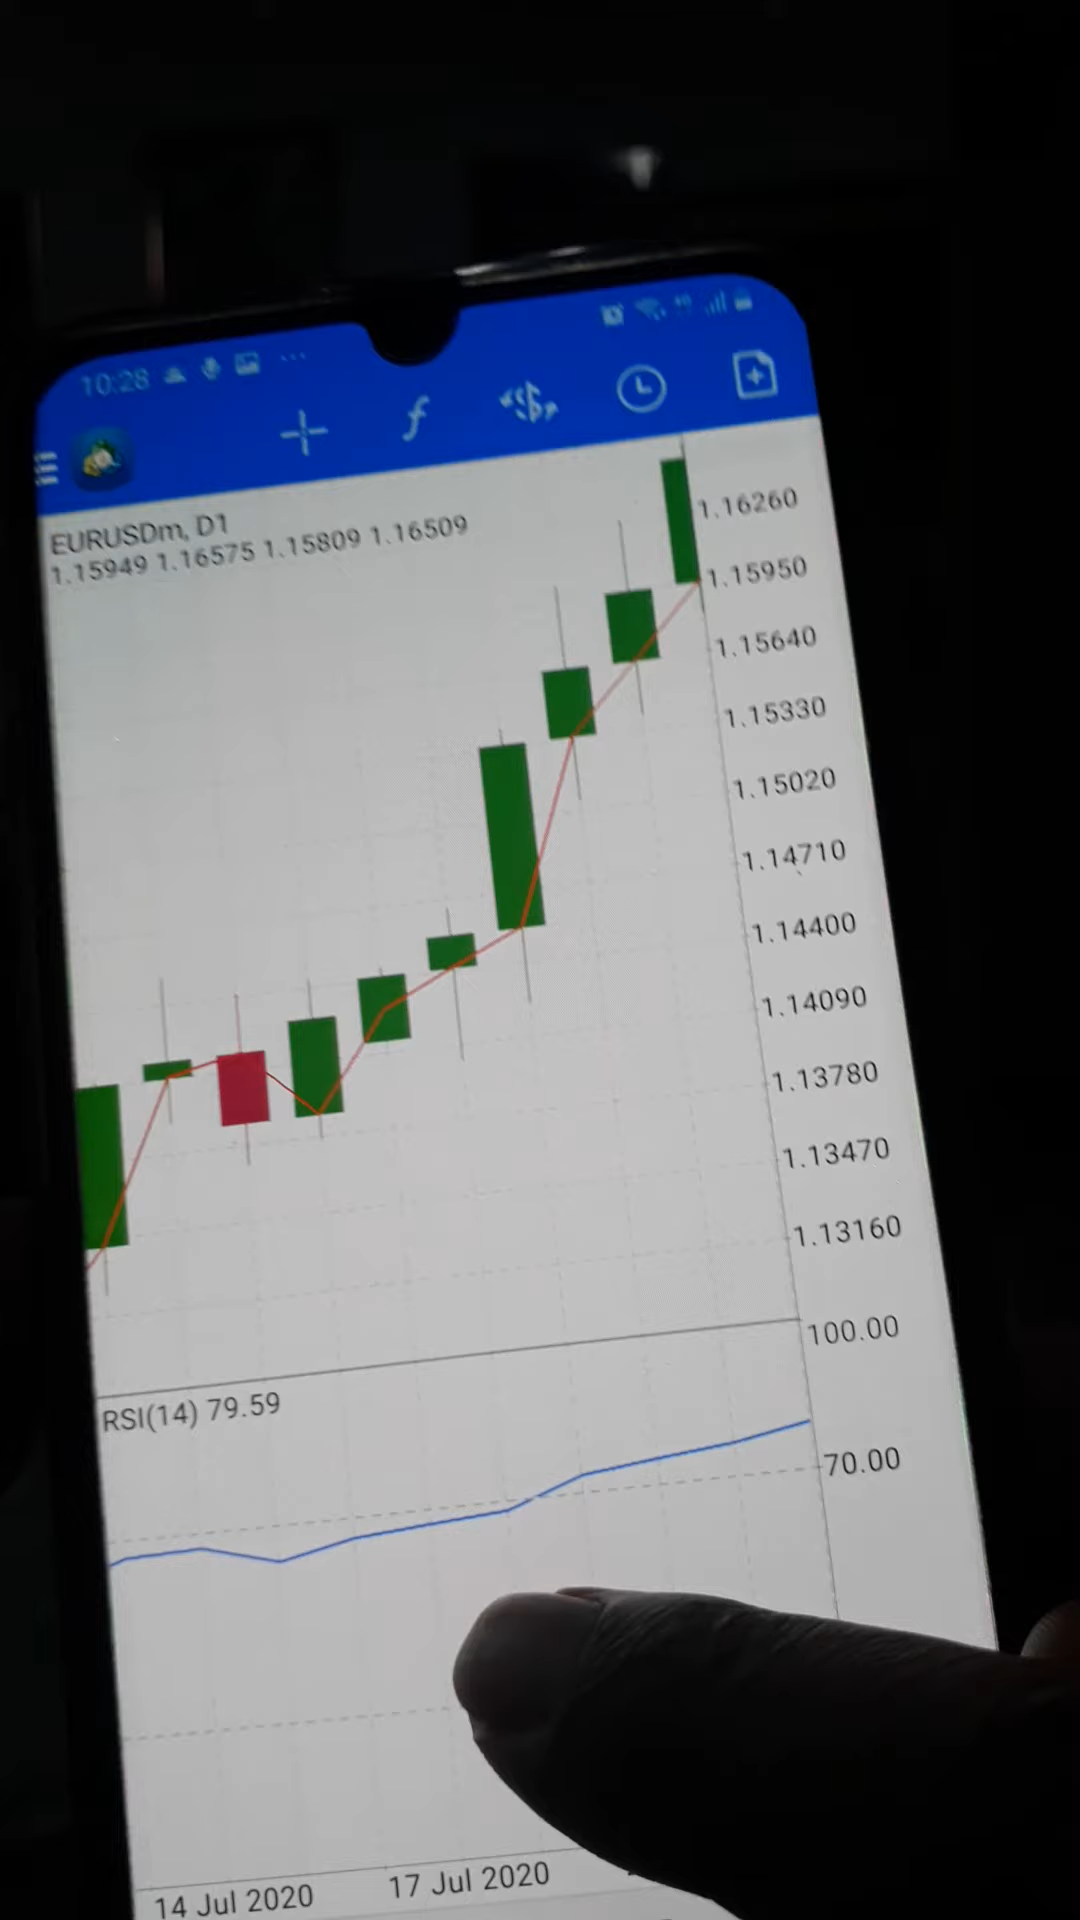 10:28
EURUSDm, D1
1.15949 1.16575 1.15809 1.16509
1.16260
1.15950
1.15640
1.15330
1.15020
1.14710
1.14400
1.14090
1.13780
1.13470
1.13160
100.00
RSI(14) 79.59
70.00
14 Jul 2020
17 Jul 2020